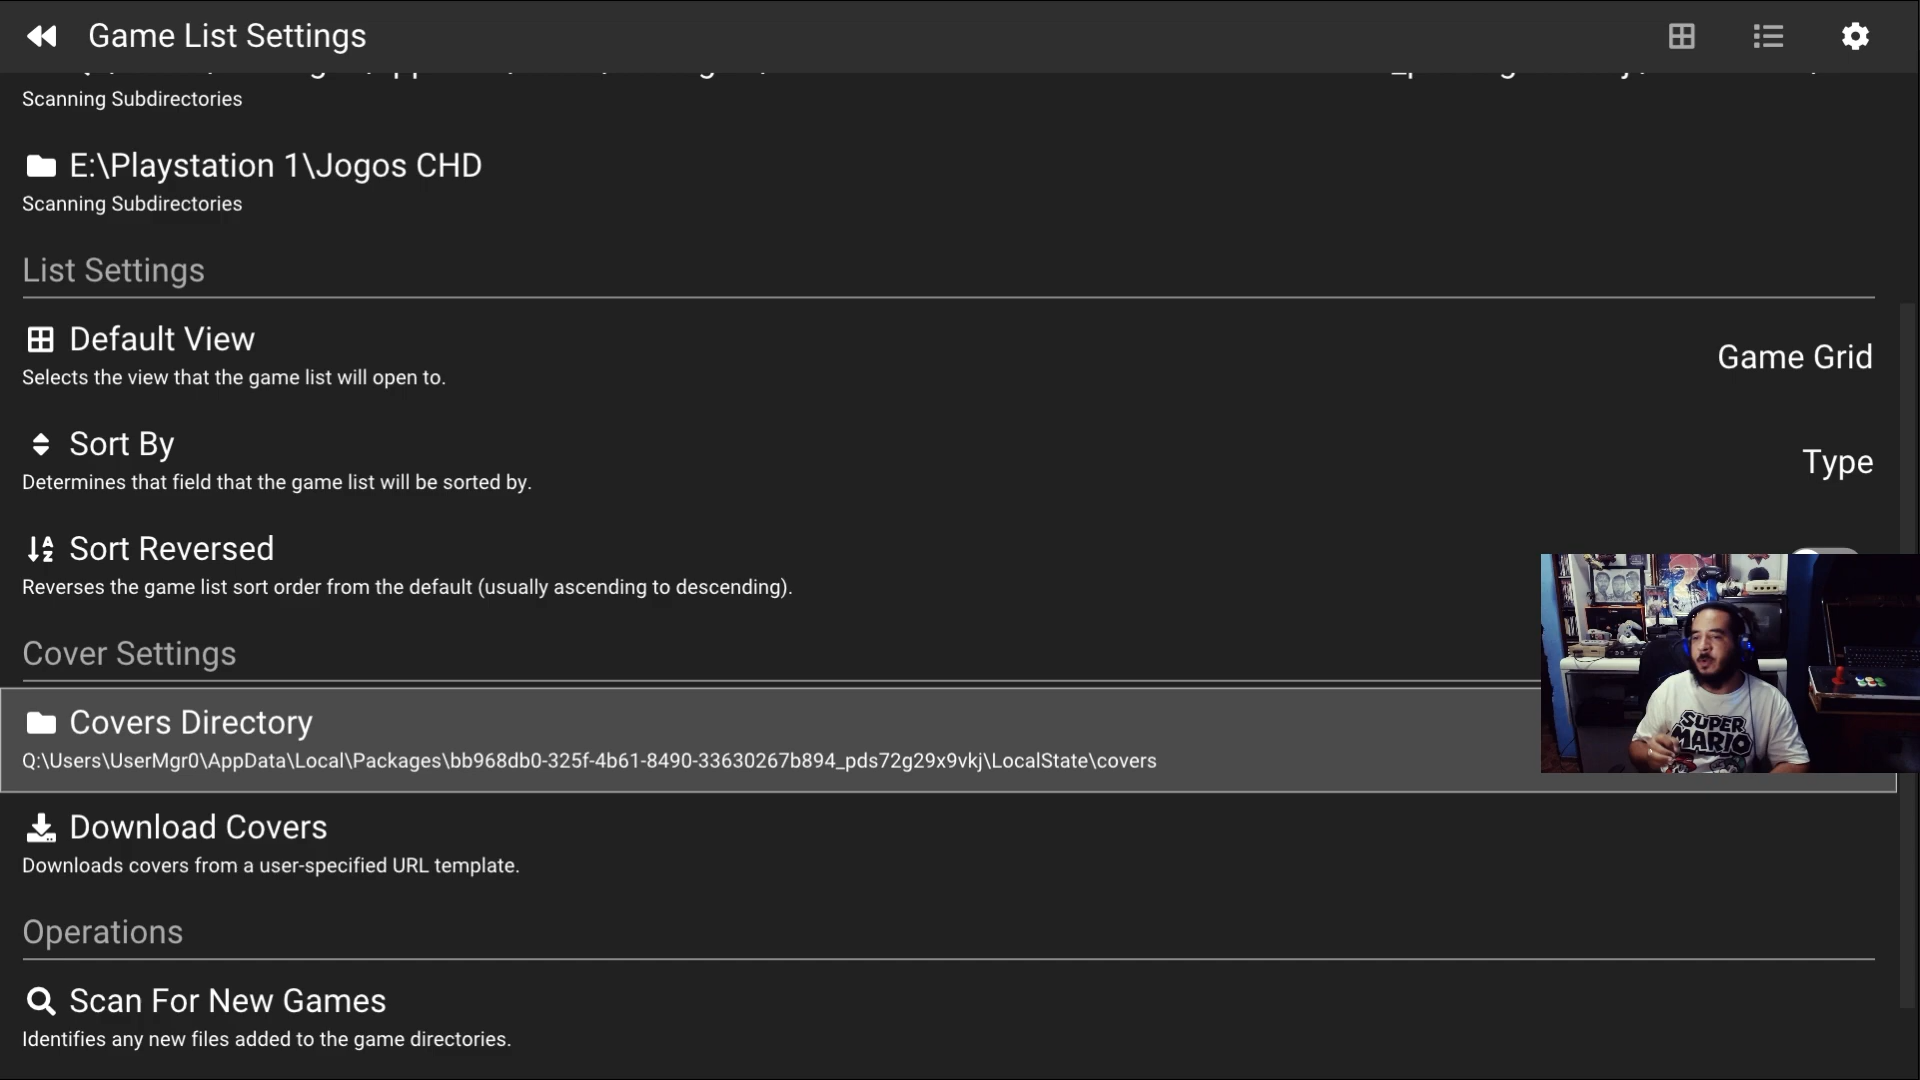 Game List Settings
Scanning Subdirectories
E:\Playstation 1\Jogos CHD
Scanning Subdirectories
List Settings
Default View
Selects the view that the game list will open to.
Game Grid
Sort By
Determines that field that the game list will be sorted by.
Type
Sort Reversed
Reverses the game list sort order from the default (usually ascending to descending).
Cover Settings
Covers Directory
Q:\Users\UserMgr0\AppData\Local\Packages\bb968db0-325f-4b61-8490-33630267b894_pds72g29x9vkj\LocalState\covers
SUPER
MARIO
Download Covers
Downloads covers from a user-specified URL template.
Operations
Scan For New Games
Identifies any new files added to the game directories.